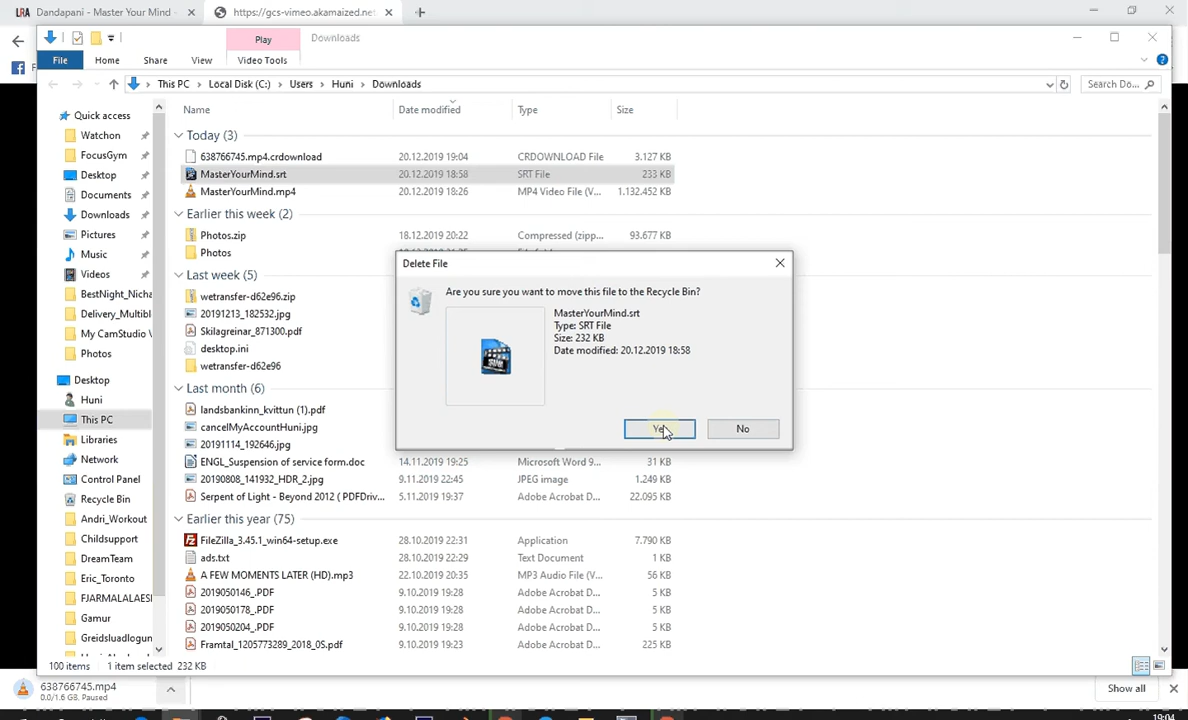 Dandapani - Master Your Mind
https://gcs-vimeo.akamaized.net
Play
Downloads
File
Home
Share
View
Video Tools
This PC
Local Disk (C:)
Users
Huni
Downloads
Search Do...
Name
Date modified
Type
Size
Quick access
Watchon
FocusGym
Desktop
Documents
Downloads
Pictures
Music
Videos
BestNight_Nicha
Delivery_Multibl
My CamStudio
Photos
Desktop
Huni
This PC
Libraries
Network
Control Panel
Recycle Bin
Andri_Workout
Childsupport
DreamTeam
Eric_Toronto
FJARMALALAESI
Gamur
Greidsluadlogun
Today (3)
638766745.mp4.crdownload 20.12.2019 19:04 CRDOWNLOAD File 3.127 KB
MasterYourMind.srt 20.12.2019 18:58 SRT File 233 KB
MasterYourMind.mp4 20.12.2019 18:26 MP4 Video File (V... 1.132.452 KB
Earlier this week (2)
Photos.zip 18.12.2019 20:22 Compressed (zipp... 93.677 KB
Photos
Last week (5)
wetransfer-d62e96.zip
20191213_182532.jpg
Skilagreinar_871300.pdf
desktop.ini
wetransfer-d62e96
Last month (6)
landsbankinn_kvittun (1).pdf
cancelMyAccountHuni.jpg
20191114_192646.jpg
ENGL_Suspension of service form.doc 14.11.2019 19:25 Microsoft Word 9... 31 KB
20190808_141932_HDR_2.jpg 9.11.2019 22:45 JPEG image 1.249 KB
Serpent of Light - Beyond 2012 ( PDFDriv... 5.11.2019 19:37 Adobe Acrobat D... 22.095 KB
Earlier this year (75)
FileZilla_3.45.1_win64-setup.exe 28.10.2019 22:31 Application 7.790 KB
ads.txt 28.10.2019 22:29 Text Document 1 KB
A FEW MOMENTS LATER (HD).mp3 22.10.2019 20:35 MP3 Audio File (V... 56 KB
2019050146_.PDF 9.10.2019 19:28 Adobe Acrobat D... 5 KB
2019050178_.PDF 9.10.2019 19:28 Adobe Acrobat D... 5 KB
2019050204_.PDF 9.10.2019 19:28 Adobe Acrobat D... 5 KB
Framtal_1205773289_2018_0S.pdf 9.10.2019 19:23 Adobe Acrobat D... 225 KB
Delete File
Are you sure you want to move this file to the Recycle Bin?
MasterYourMind.srt
Type: SRT File
Size: 232 KB
Date modified: 20.12.2019 18:58
Yes
No
100 items
1 item selected 232 KB
638766745.mp4
0.0/1.6 GB, Paused
Show all
19:04